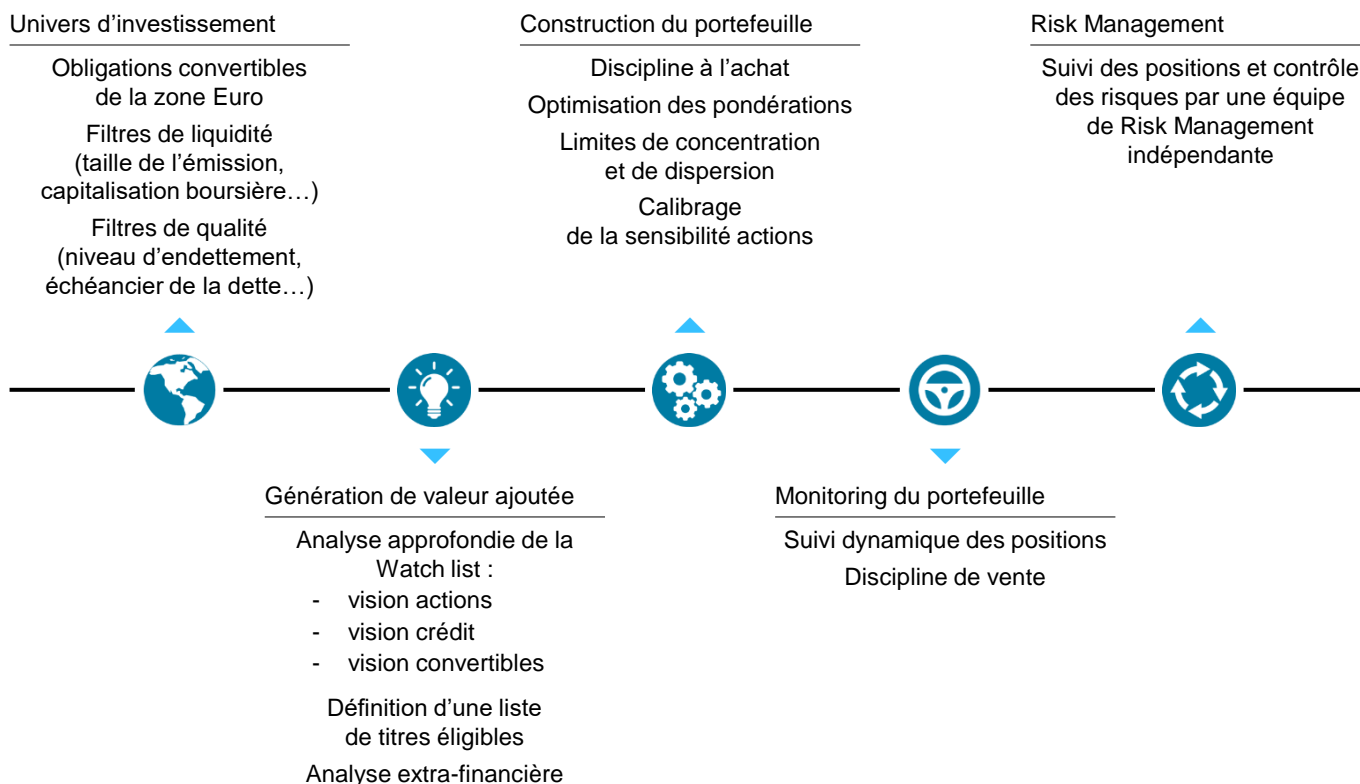 Univers d’investissement
Obligations convertibles
de la zone Euro
Filtres de liquidité
(taille de l’émission,
capitalisation boursière…)
Filtres de qualité
(niveau d’endettement,
échéancier de la dette…)
Construction du portefeuille
Discipline à l’achat
Optimisation des pondérations
Limites de concentration
et de dispersion
Calibrage
de la sensibilité actions
Risk Management
Suivi des positions et contrôle
des risques par une équipe
de Risk Management
indépendante
Génération de valeur ajoutée
Analyse approfondie de la
Watch list :
- vision actions
- vision crédit
- vision convertibles
Définition d’une liste
de titres éligibles
Analyse extra-financière
Monitoring du portefeuille
Suivi dynamique des positions
Discipline de vente